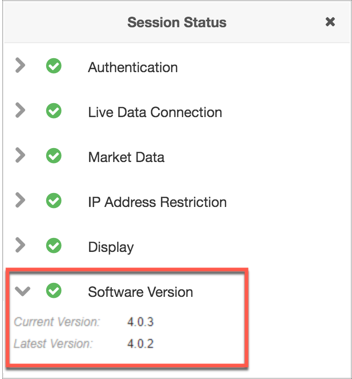 Session Status
Authentication
Live Data Connection
Market Data
IP Address Restriction
Display
Software Version
Current Version: 4.0.3
Latest Version: 4.0.2